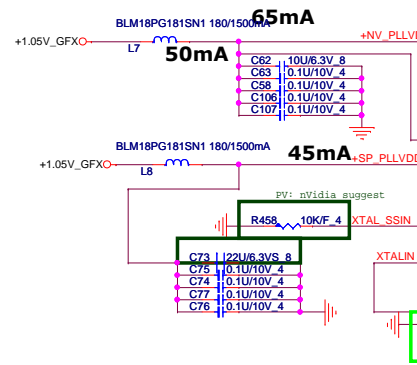 65mA
BLM18PG181SN1 180/1500mA
+1.05V_GFX
+NV_PLLV
L7
50mA
C62 10U/6.3V_8
C63 0.1U/10V_4
C58 0.1U/10V_4
C106 0.1U/10V_4
C107 0.1U/10V_4
BLM18PG181SN1 180/1500mA
45mA
+1.05V_GFX
+SP_PLLVDD
L8
PV: nVidia suggest
R458 10K/F_4 XTAL_SSIN
C73 22U/6.3VS_8
XTALIN
C75 0.1U/10V_4
C74 0.1U/10V_4
C77 0.1U/10V_4
C76 0.1U/10V_4